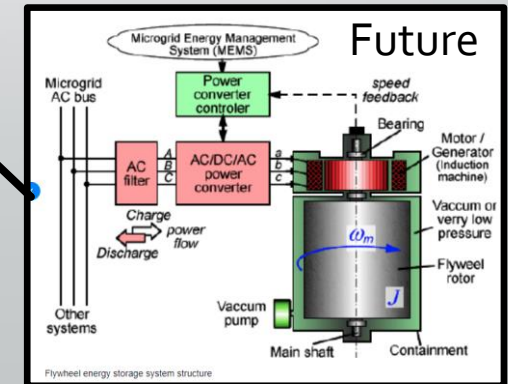 Future
Microgrid Energy Management
System (MEMS)
Microgrid
AC bus
Power
converter
controler
speed
feedback
Bearing
Motor /
Generator
(Induction
machine)
A
B
C
AC
filter
AC/DC/AC
power
converter
a
b
c
Charge
power
flow
Discharge
Vaccum or
verry low
pressure
ωm
Flyweel
rotor
J
Vaccum
pump
Other
systems
Main shaft
Containment
Flywheel energy storage system structure